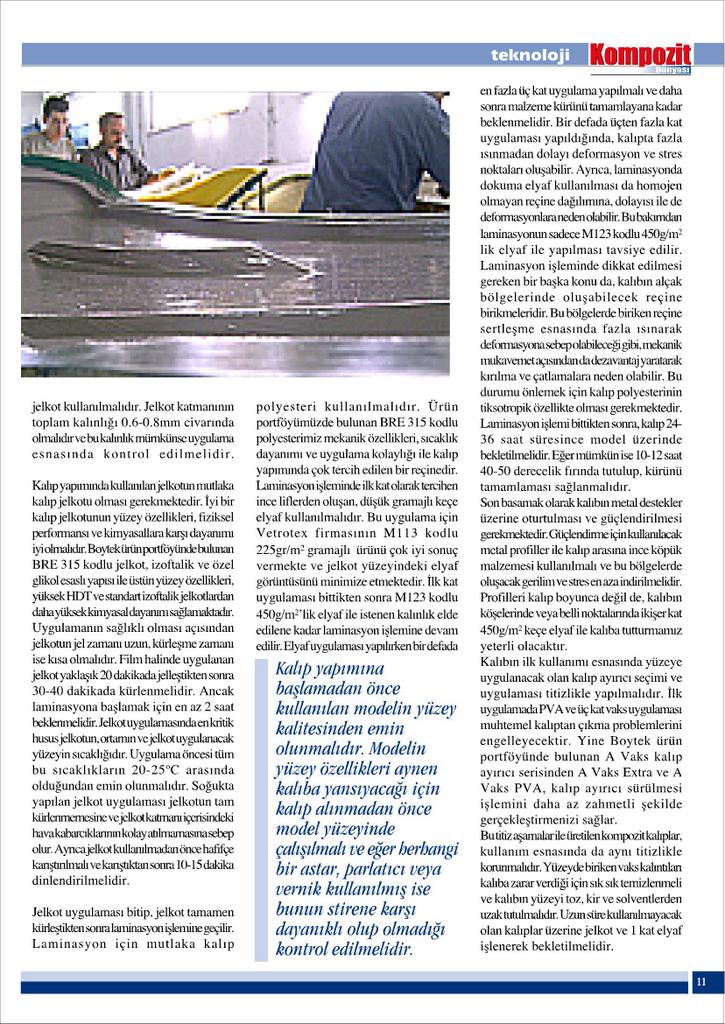 teknoloji
Kompozit
Dünyası
jelkot kullanılmalıdır. Jelkot katmanının
toplam kalınlığı 0.6-0.8mm civarında
olmalıdır ve bu kalınlık mümkünse uygulama
esnasında kontrol edilmelidir.
Kalıp yapımında kullanılan jelkotun mutlaka
kalıp jelkotu olması gerekmektedir. İyi bir
kalıp jelkotunun yüzey özellikleri, fiziksel
performansı ve kimyasallara karşı dayanımı
iyi olmalıdır. Boytek ürün portföyünde bulunan
BRE 315 kodlu jelkot, izoftalik ve özel
glikol esaslı yapısı ile üstün yüzey özellikleri,
yüksek HDT ve standart izoftalik jelkotlardan
daha yüksek kimyasal dayanım sağlamaktadır.
Uygulamanın sağlıklı olması açısından
jelkotun jel zamanı uzun, kürleşme zamanı
ise kısa olmalıdır. Film halinde uygulanan
jelkot yaklaşık 20 dakikada jelleştikten sonra
30-40 dakikada kürlenmelidir. Ancak
laminasyona başlamak için en az 2 saat
beklenmelidir. Jelkot uygulamasında en kritik
husus jelkotun, ortamın ve jelkot uygulanacak
yüzeyin sıcaklığıdır. Uygulama öncesi tüm
bu sıcaklıkların 20-25°C arasında
olduğundan emin olunmalıdır. Soğukta
yapılan jelkot uygulaması jelkotun tam
kürlenmemesine ve jelkot katmanı içerisindeki
hava kabarcıklarının kolay atılmamasına sebep
olur. Ayrıca jelkot kullanılmadan önce hafifçe
karıştırılmalı ve karıştıktan sonra 10-15 dakika
dinlendirilmelidir.
Jelkot uygulaması bitip, jelkot tamamen
kürleştikten sonra laminasyon işlemine geçilir.
Laminasyon için mutlaka kalıp
polyesteri kullanılmalıdır. Ürün
portföyümüzde bulunan BRE 315 kodlu
polyesterimiz mekanik özellikleri, sıcaklık
dayanımı ve uygulama kolaylığı ile kalıp
yapımında çok tercih edilen bir reçinedir.
Laminasyon işleminde ilk kat olarak tercihen
ince liflerden oluşan, düşük gramajlı keçe
elyaf kullanılmalıdır. Bu uygulama için
Vetrotex firmasının M113 kodlu
225gr/m² gramajlı ürünü çok iyi sonuç
vermekte ve jelkot yüzeyindeki elyaf
görüntüsünü minimize etmektedir. İlk kat
uygulaması bittikten sonra M123 kodlu
450g/m²'lik elyaf ile istenen kalınlık elde
edilene kadar laminasyon işlemine devam
edilir. Elyaf uygulaması yapılırken bir defada
Kalıp yapımına
başlamadan önce
kullanılan modelin yüzey
kalitesinden emin
olunmalıdır. Modelin
yüzey özellikleri aynen
kalıba yansıyacağı için
kalıp alınmadan önce
model yüzeyinde
çalışılmalı ve eğer herhangi
bir astar, parlatıcı veya
vernik kullanılmış ise
bunun stirene karşı
dayanıklı olup olmadığı
kontrol edilmelidir.
en fazla üç kat uygulama yapılmalı ve daha
sonra malzeme kürünü tamamlayana kadar
beklenmelidir. Bir defada üçten fazla kat
uygulaması yapıldığında, kalıpta fazla
ısınmadan dolayı deformasyon ve stres
noktaları oluşabilir. Ayrıca, laminasyonda
dokuma elyaf kullanılması da homojen
olmayan reçine dağılımına, dolayısı ile de
deformasyonlara neden olabilir. Bu bakımdan
laminasyonun sadece M123 kodlu 450g/m²
lik elyaf ile yapılması tavsiye edilir.
Laminasyon işleminde dikkat edilmesi
gereken bir başka konu da, kalıbın alçak
bölgelerinde oluşabilecek reçine
birikmeleridir. Bu bölgelerde biriken reçine
sertleşme esnasında fazla ısınarak
deformasyona sebep olabileceği gibi, mekanik
mukavemet açısından da dezavantaj yaratarak
kırılma ve çatlamalara neden olabilir. Bu
durumu önlemek için kalıp polyesterinin
tiksotropik özellikte olması gerekmektedir.
Laminasyon işlemi bittikten sonra, kalıp 24-
36 saat süresince model üzerinde
bekletilmelidir. Eğer mümkün ise 10-12 saat
40-50 derecelik fırında tutulup, kürünü
tamamlaması sağlanmalıdır.
Son basamak olarak kalıbın metal destekler
üzerine oturtulması ve güçlendirilmesi
gerekmektedir. Güçlendirme için kullanılacak
metal profiller ile kalıp arasına ince köpük
malzemesi kullanılmalı ve bu bölgelerde
oluşacak gerilim ve stres en aza indirilmelidir.
Profilleri kalıp boyunca değil de, kalıbın
köşelerinde veya belli noktalarında ikişer kat
450g/m² keçe elyaf ile kalıba tutturmamız
yeterli olacaktır.
Kalıbın ilk kullanımı esnasında yüzeye
uygulanacak olan kalıp ayırıcı seçimi ve
uygulaması titizlikle yapılmalıdır. İlk
uygulamada PVA ve üç kat vaks uygulaması
muhtemel kalıptan çıkma problemlerini
engelleyecektir. Yine Boytek ürün
portföyünde bulunan A Vaks kalıp
ayırıcı serisinden A Vaks Extra ve A
Vaks PVA, kalıp ayırıcı sürülmesi
işlemini daha az zahmetli şekilde
gerçekleştirmenizi sağlar.
Bu titiz aşamalar ile üretilen kompozit kalıplar,
kullanım esnasında da aynı titizlikle
korunmalıdır. Yüzeyde biriken vaks kalıntıları
kalıba zarar verdiği için sık sık temizlenmeli
ve kalıbın yüzeyi toz, kir ve solventlerden
uzak tutulmalıdır. Uzun süre kullanılmayacak
olan kalıplar üzerine jelkot ve 1 kat elyaf
işlenerek bekletilmelidir.
11